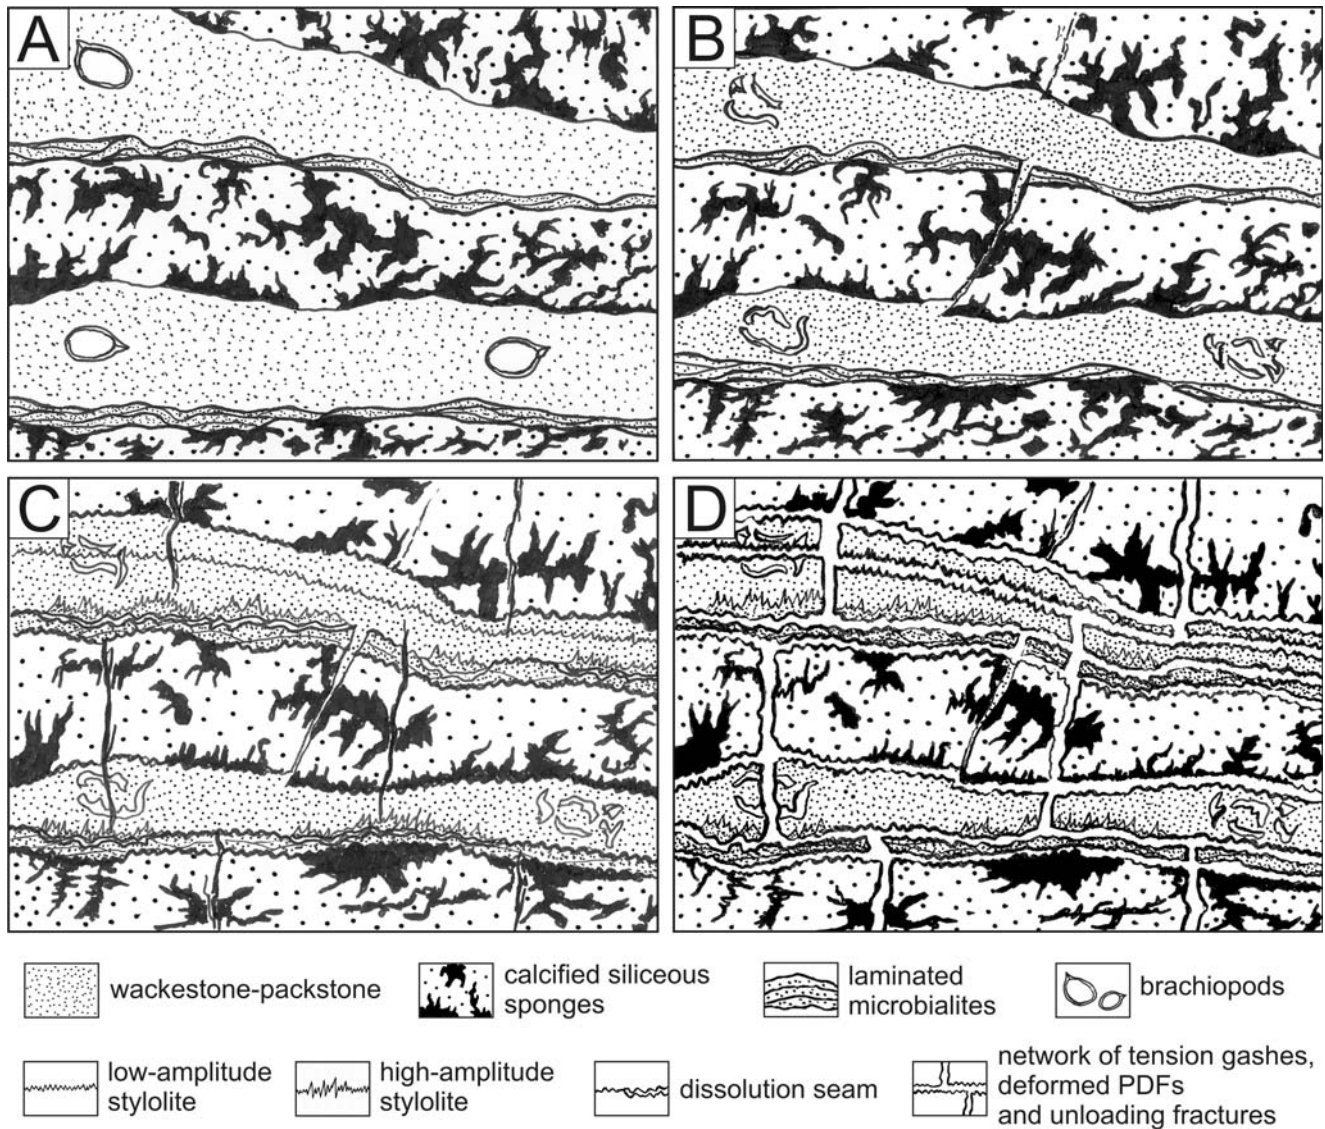 A
B
C
D
wackestone-packstone
calcified siliceous
sponges
laminated
microbialites
brachiopods
low-amplitude
stylolite
high-amplitude
stylolite
dissolution seam
network of tension gashes,
deformed PDFs
and unloading fractures